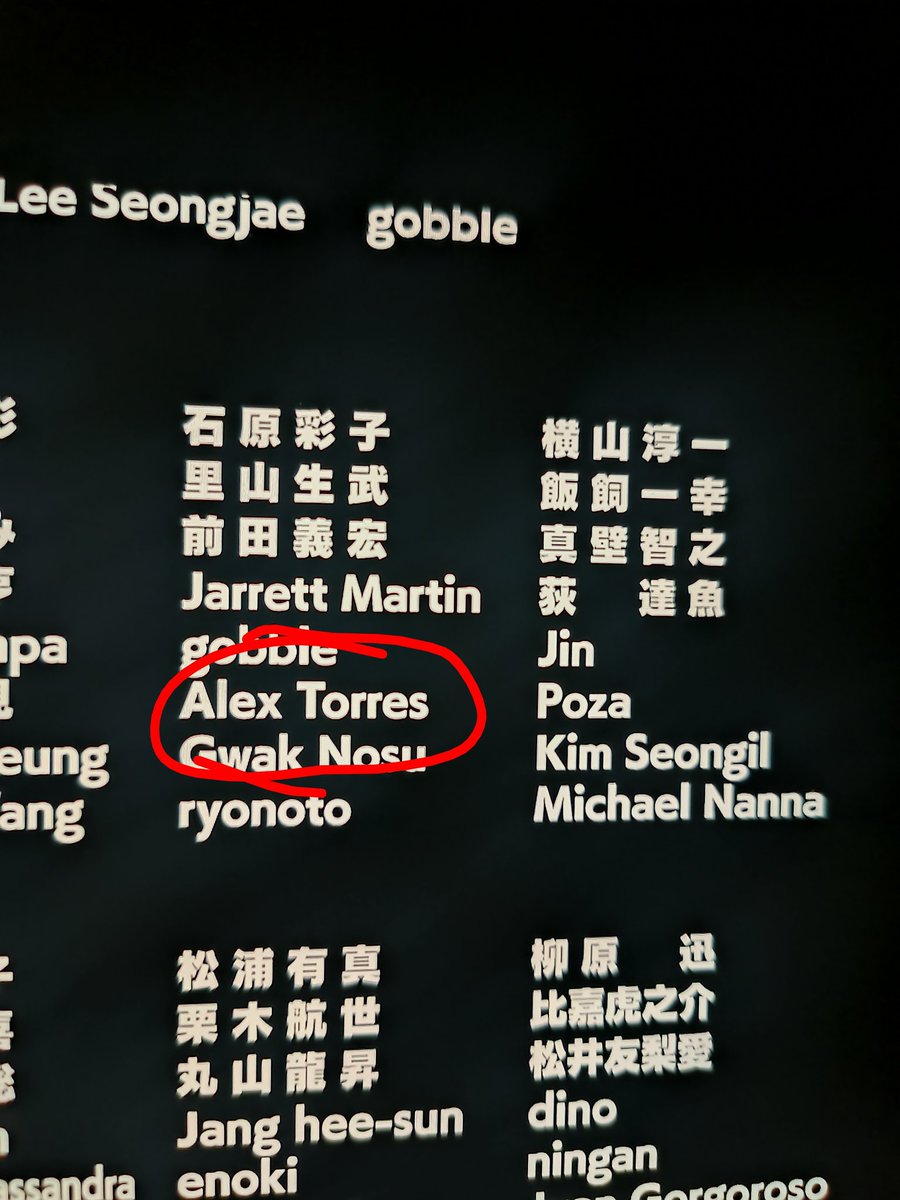 Lee Seongjae gobble
石原彩子
里山生武
前田義宏
Jarrett Martin
gobble
Alex Torres
Gwak Nosu
ryonoto
横山淳一
飯飼一幸
真壁智之
荻 達魚
Jin
Poza
Kim Seongil
Michael Nanna
松浦有真
栗木航世
丸山龍昇
Jang hee-sun
enoki
柳原 迅
比嘉虎之介
松井友梨愛
dino
ningan
Gorgoroso